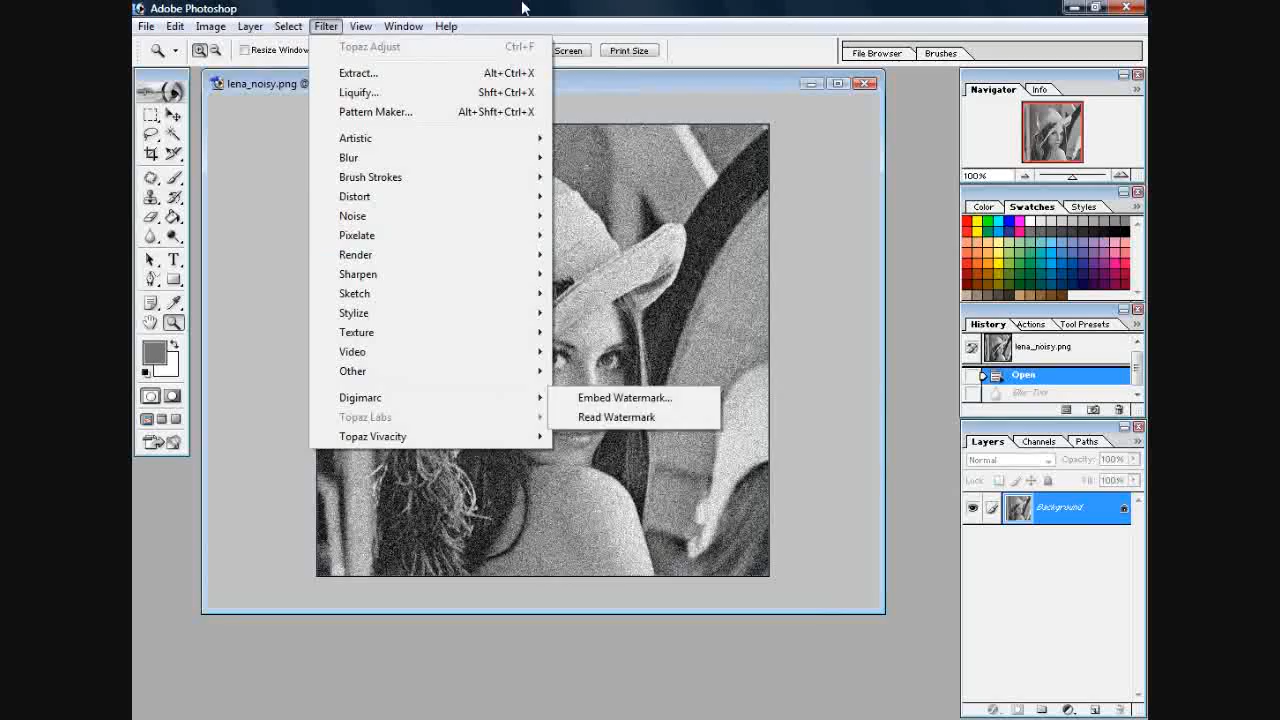 Adobe Photoshop
File Edit Image Layer Select Filter View Window Help
Resize Window
Screen
Print Size
File Browser
Brushes
Topaz Adjust Ctrl+F
Extract... Alt+Ctrl+X
Liquify... Shft+Ctrl+X
Pattern Maker... Alt+Shft+Ctrl+X
Artistic
Blur
Brush Strokes
Distort
Noise
Pixelate
Render
Sharpen
Sketch
Stylize
Texture
Video
Other
Digimarc
Topaz Labs
Topaz Vivacity
Embed Watermark...
Read Watermark
lena_noisy.png @
Navigator Info
100%
Color Swatches Styles
History Actions Tool Presets
lena_noisy.png
Open
Layers Channels Paths
Normal Opacity: 100%
Lock: Fill: 100%
Background